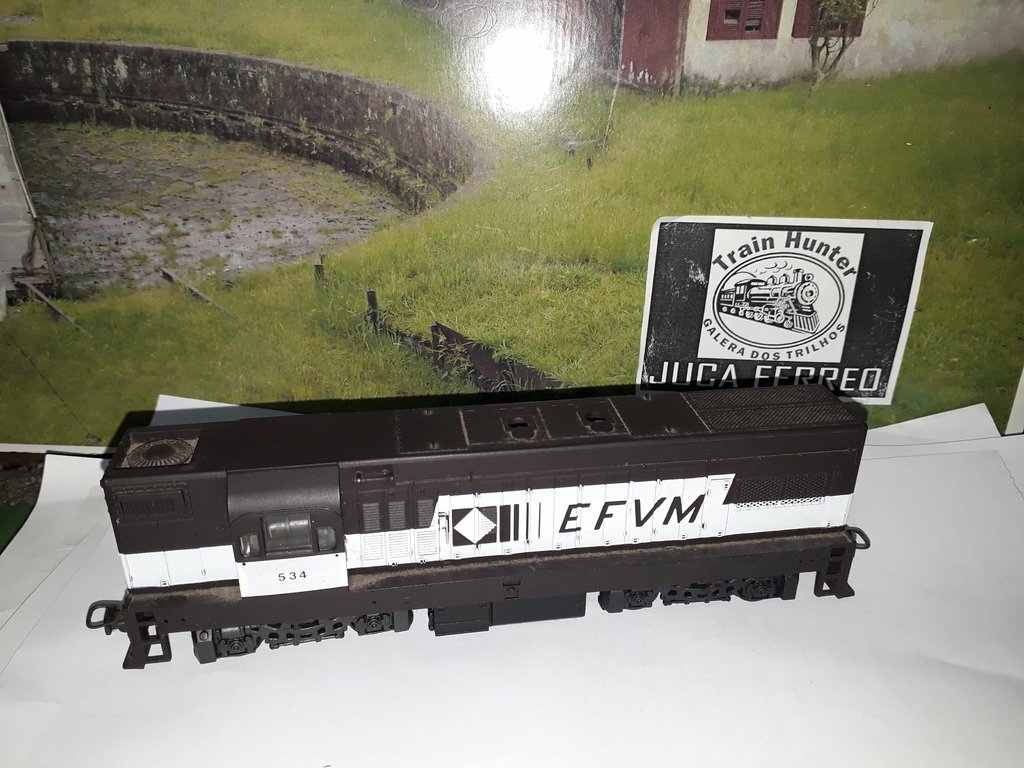 Train Hunter
GALERA DOS TRILHOS
JUCA FERREO
EFVM
534